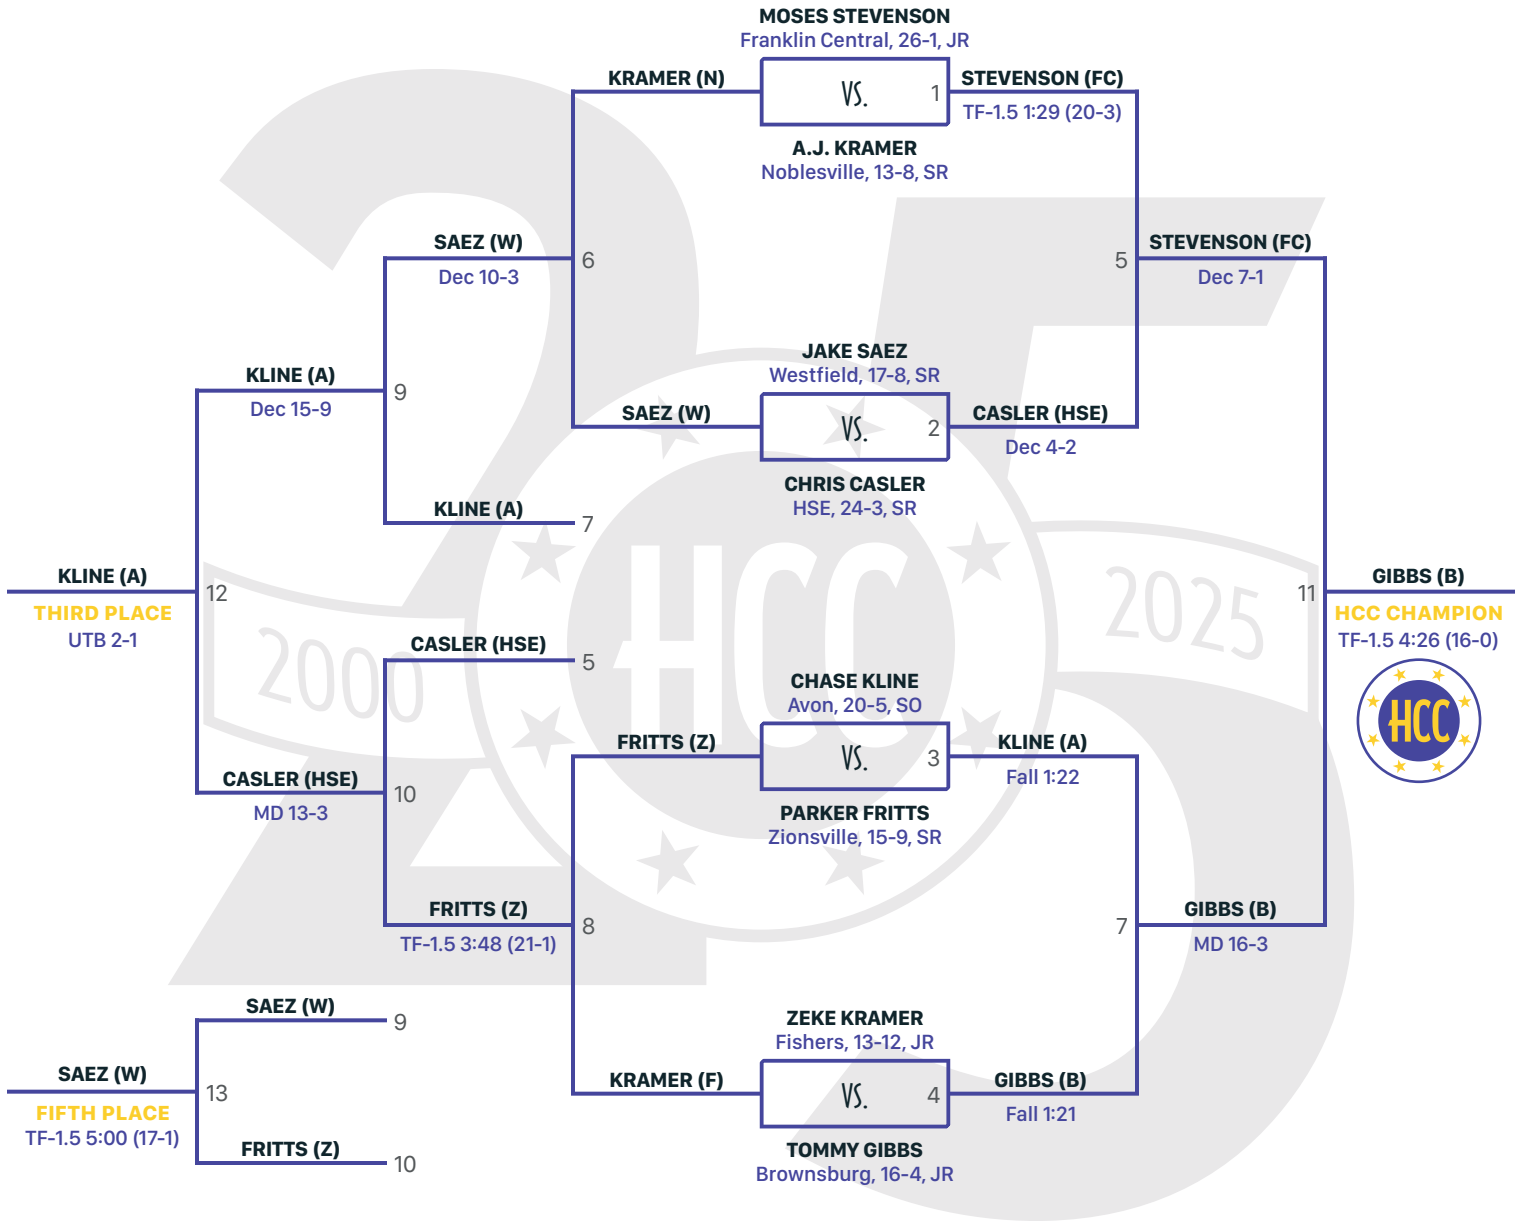 MOSES STEVENSON
Franklin Central, 26-1, JR
KRAMER (N)
VS.
1
STEVENSON (FC)
TF-1.5 1:29 (20-3)
A.J. KRAMER
Noblesville, 13-8, SR
SAEZ (W)
Dec 10-3
6
5
STEVENSON (FC)
Dec 7-1
JAKE SAEZ
Westfield, 17-8, SR
KLINE (A)
Dec 15-9
9
SAEZ (W)
VS.
2
CASLER (HSE)
Dec 4-2
CHRIS CASLER
HSE, 24-3, SR
KLINE (A)
7
KLINE (A)
THIRD PLACE
UTB 2-1
12
2000
HCC
2025
11
GIBBS (B)
HCC CHAMPION
TF-1.5 4:26 (16-0)
HCC
CASLER (HSE)
5
CHASE KLINE
Avon, 20-5, SO
FRITTS (Z)
VS.
3
KLINE (A)
Fall 1:22
CASLER (HSE)
MD 13-3
10
PARKER FRITTS
Zionsville, 15-9, SR
FRITTS (Z)
TF-1.5 3:48 (21-1)
8
7
GIBBS (B)
MD 16-3
25
SAEZ (W)
9
ZEKE KRAMER
Fishers, 13-12, JR
SAEZ (W)
FIFTH PLACE
TF-1.5 5:00 (17-1)
13
KRAMER (F)
VS.
4
GIBBS (B)
Fall 1:21
FRITTS (Z)
10
TOMMY GIBBS
Brownsburg, 16-4, JR